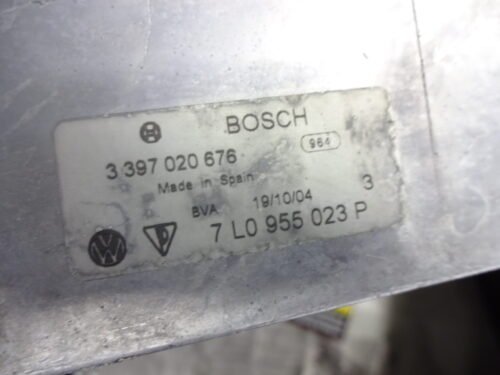 BOSCH
3 397 020 676
964
Made in Spain
BVA 19/10/04 3
7 L0 955 023 P